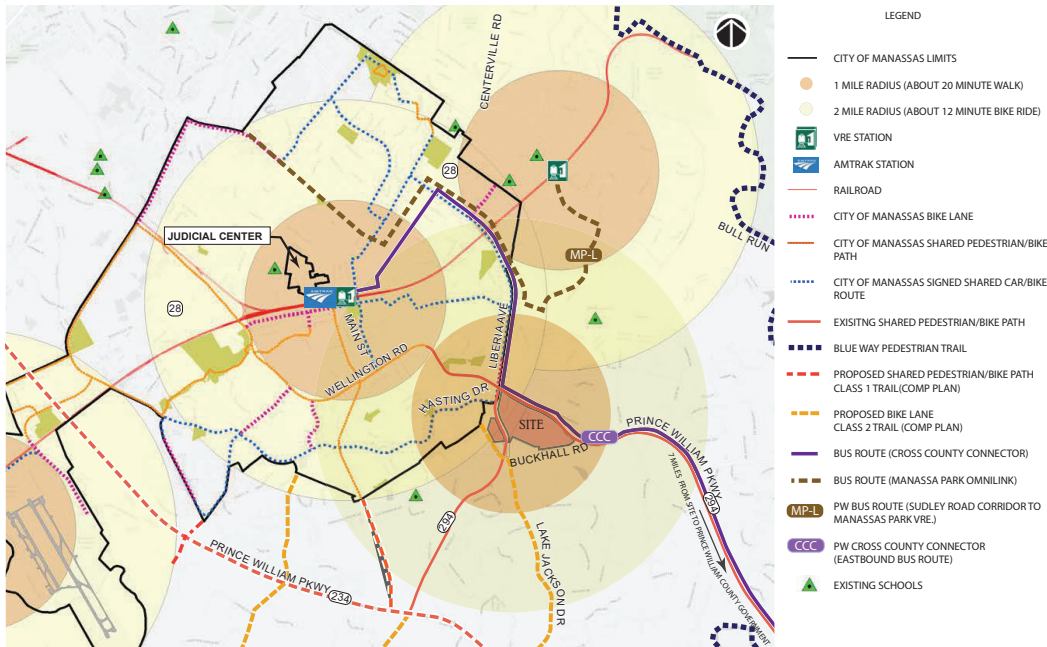 CENTERVILLE RD
28
JUDICIAL CENTER
BULL RUN
MP-L
28
AMTRAK
MAIN ST
LIBERIA AVE
WELLINGTON RD
HASTING DR
SITE
CCC
PRINCE WILLIAM PKWY
BUCKHALL RD
7 MILES FROM SITE TO PRINCE WILLIAM COUNTY GOVERNMENT
294
294
LAKE JACKSON DR
PRINCE WILLIAM PKWY
234
LEGEND
CITY OF MANASSAS LIMITS
1 MILE RADIUS (ABOUT 20 MINUTE WALK)
2 MILE RADIUS (ABOUT 12 MINUTE BIKE RIDE)
VRE STATION
AMTRAK STATION
RAILROAD
CITY OF MANASSAS BIKE LANE
CITY OF MANASSAS SHARED PEDESTRIAN/BIKE
PATH
CITY OF MANASSAS SIGNED SHARED CAR/BIKE
ROUTE
EXISITNG SHARED PEDESTRIAN/BIKE PATH
BLUE WAY PEDESTRIAN TRAIL
PROPOSED SHARED PEDESTRIAN/BIKE PATH
CLASS 1 TRAIL(COMP PLAN)
PROPOSED BIKE LANE
CLASS 2 TRAIL (COMP PLAN)
BUS ROUTE (CROSS COUNTY CONNECTOR)
BUS ROUTE (MANASSA PARK OMNILINK)
MP-L
PW BUS ROUTE (SUDLEY ROAD CORRIDOR TO
MANASSAS PARK VRE.)
CCC
PW CROSS COUNTY CONNECTOR
(EASTBOUND BUS ROUTE)
EXISTING SCHOOLS